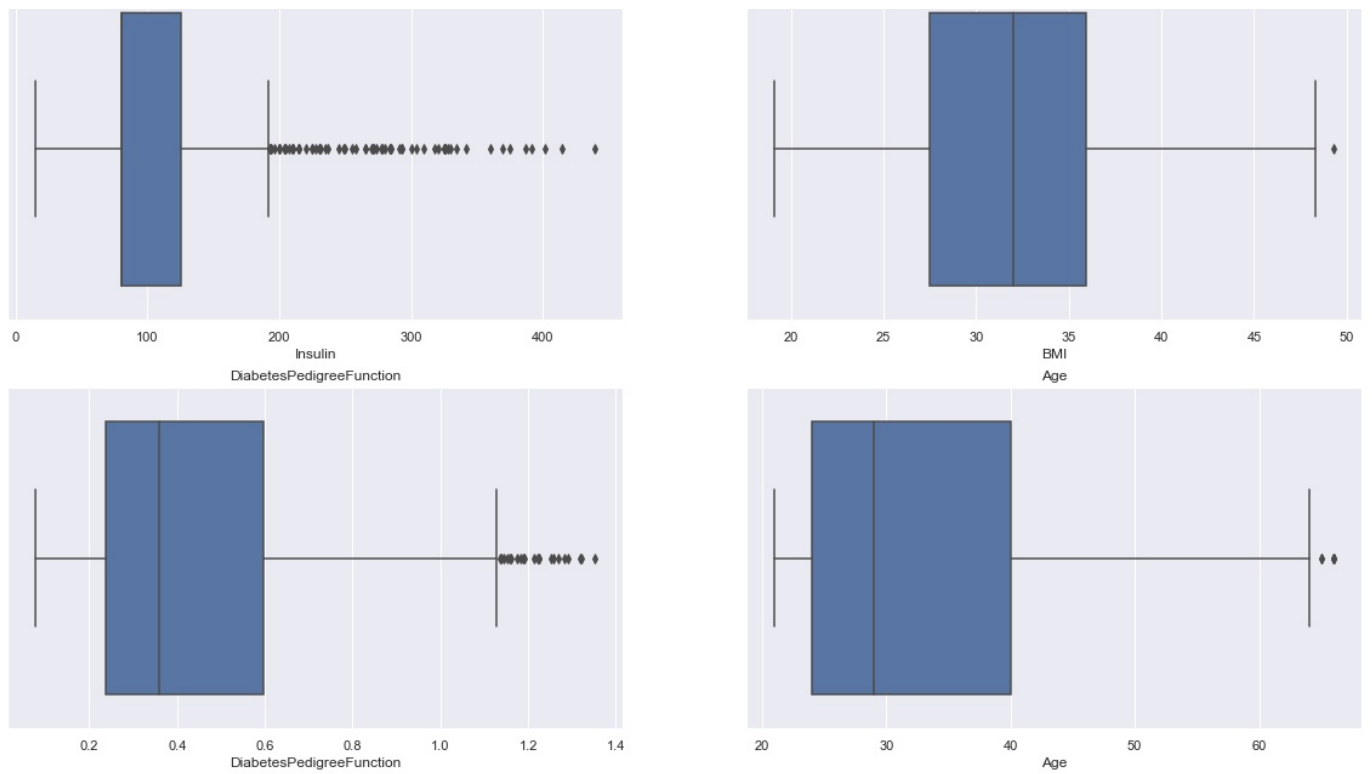 0 100 200 300 400
Insulin
20 25 30 35 40 45 50
BMI
DiabetesPedigreeFunction
0.2 0.4 0.6 0.8 1.0 1.2 1.4
DiabetesPedigreeFunction
Age
20 30 40 50 60
Age